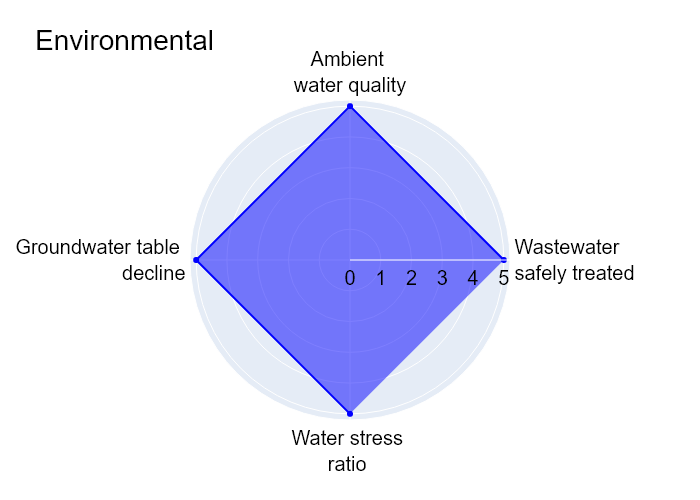 Environmental
Ambient
water quality
Groundwater table
decline
Wastewater
safely treated
0 1 2 3 4 5
Water stress
ratio